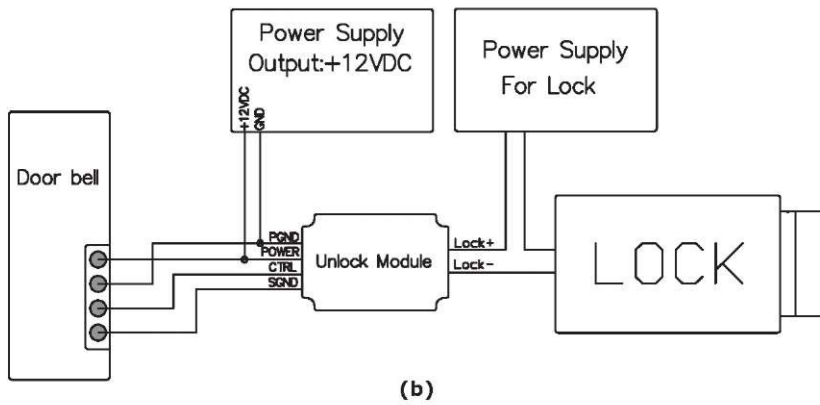 Power Supply
Output:+12VDC
+12VDC
GND
Power Supply
For Lock
Door bell
PGND
POWER
CTRL
SGND
Unlock Module
Lock+
Lock-
LOCK
(b)